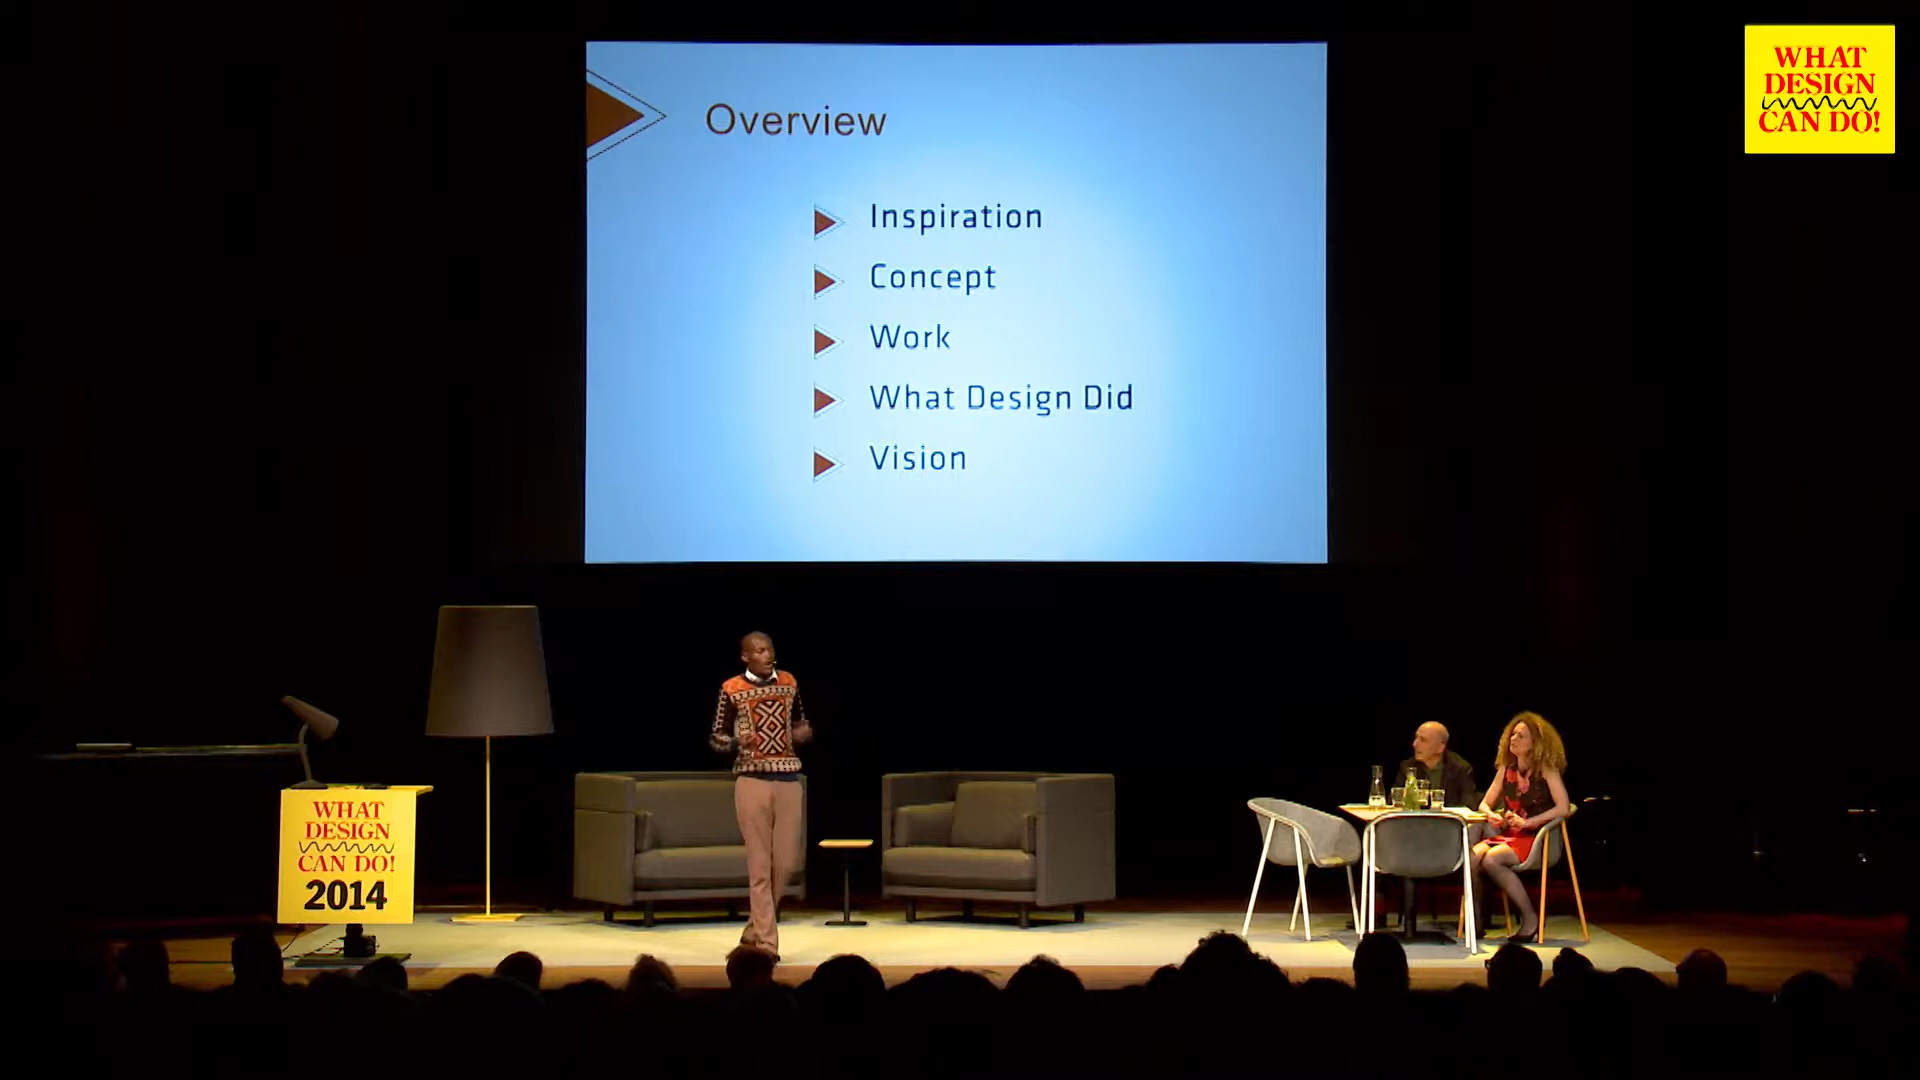 Overview
Inspiration
Concept
Work
What Design Did
Vision
WHAT
DESIGN
CAN DO!
WHAT
DESIGN
CAN DO!
2014